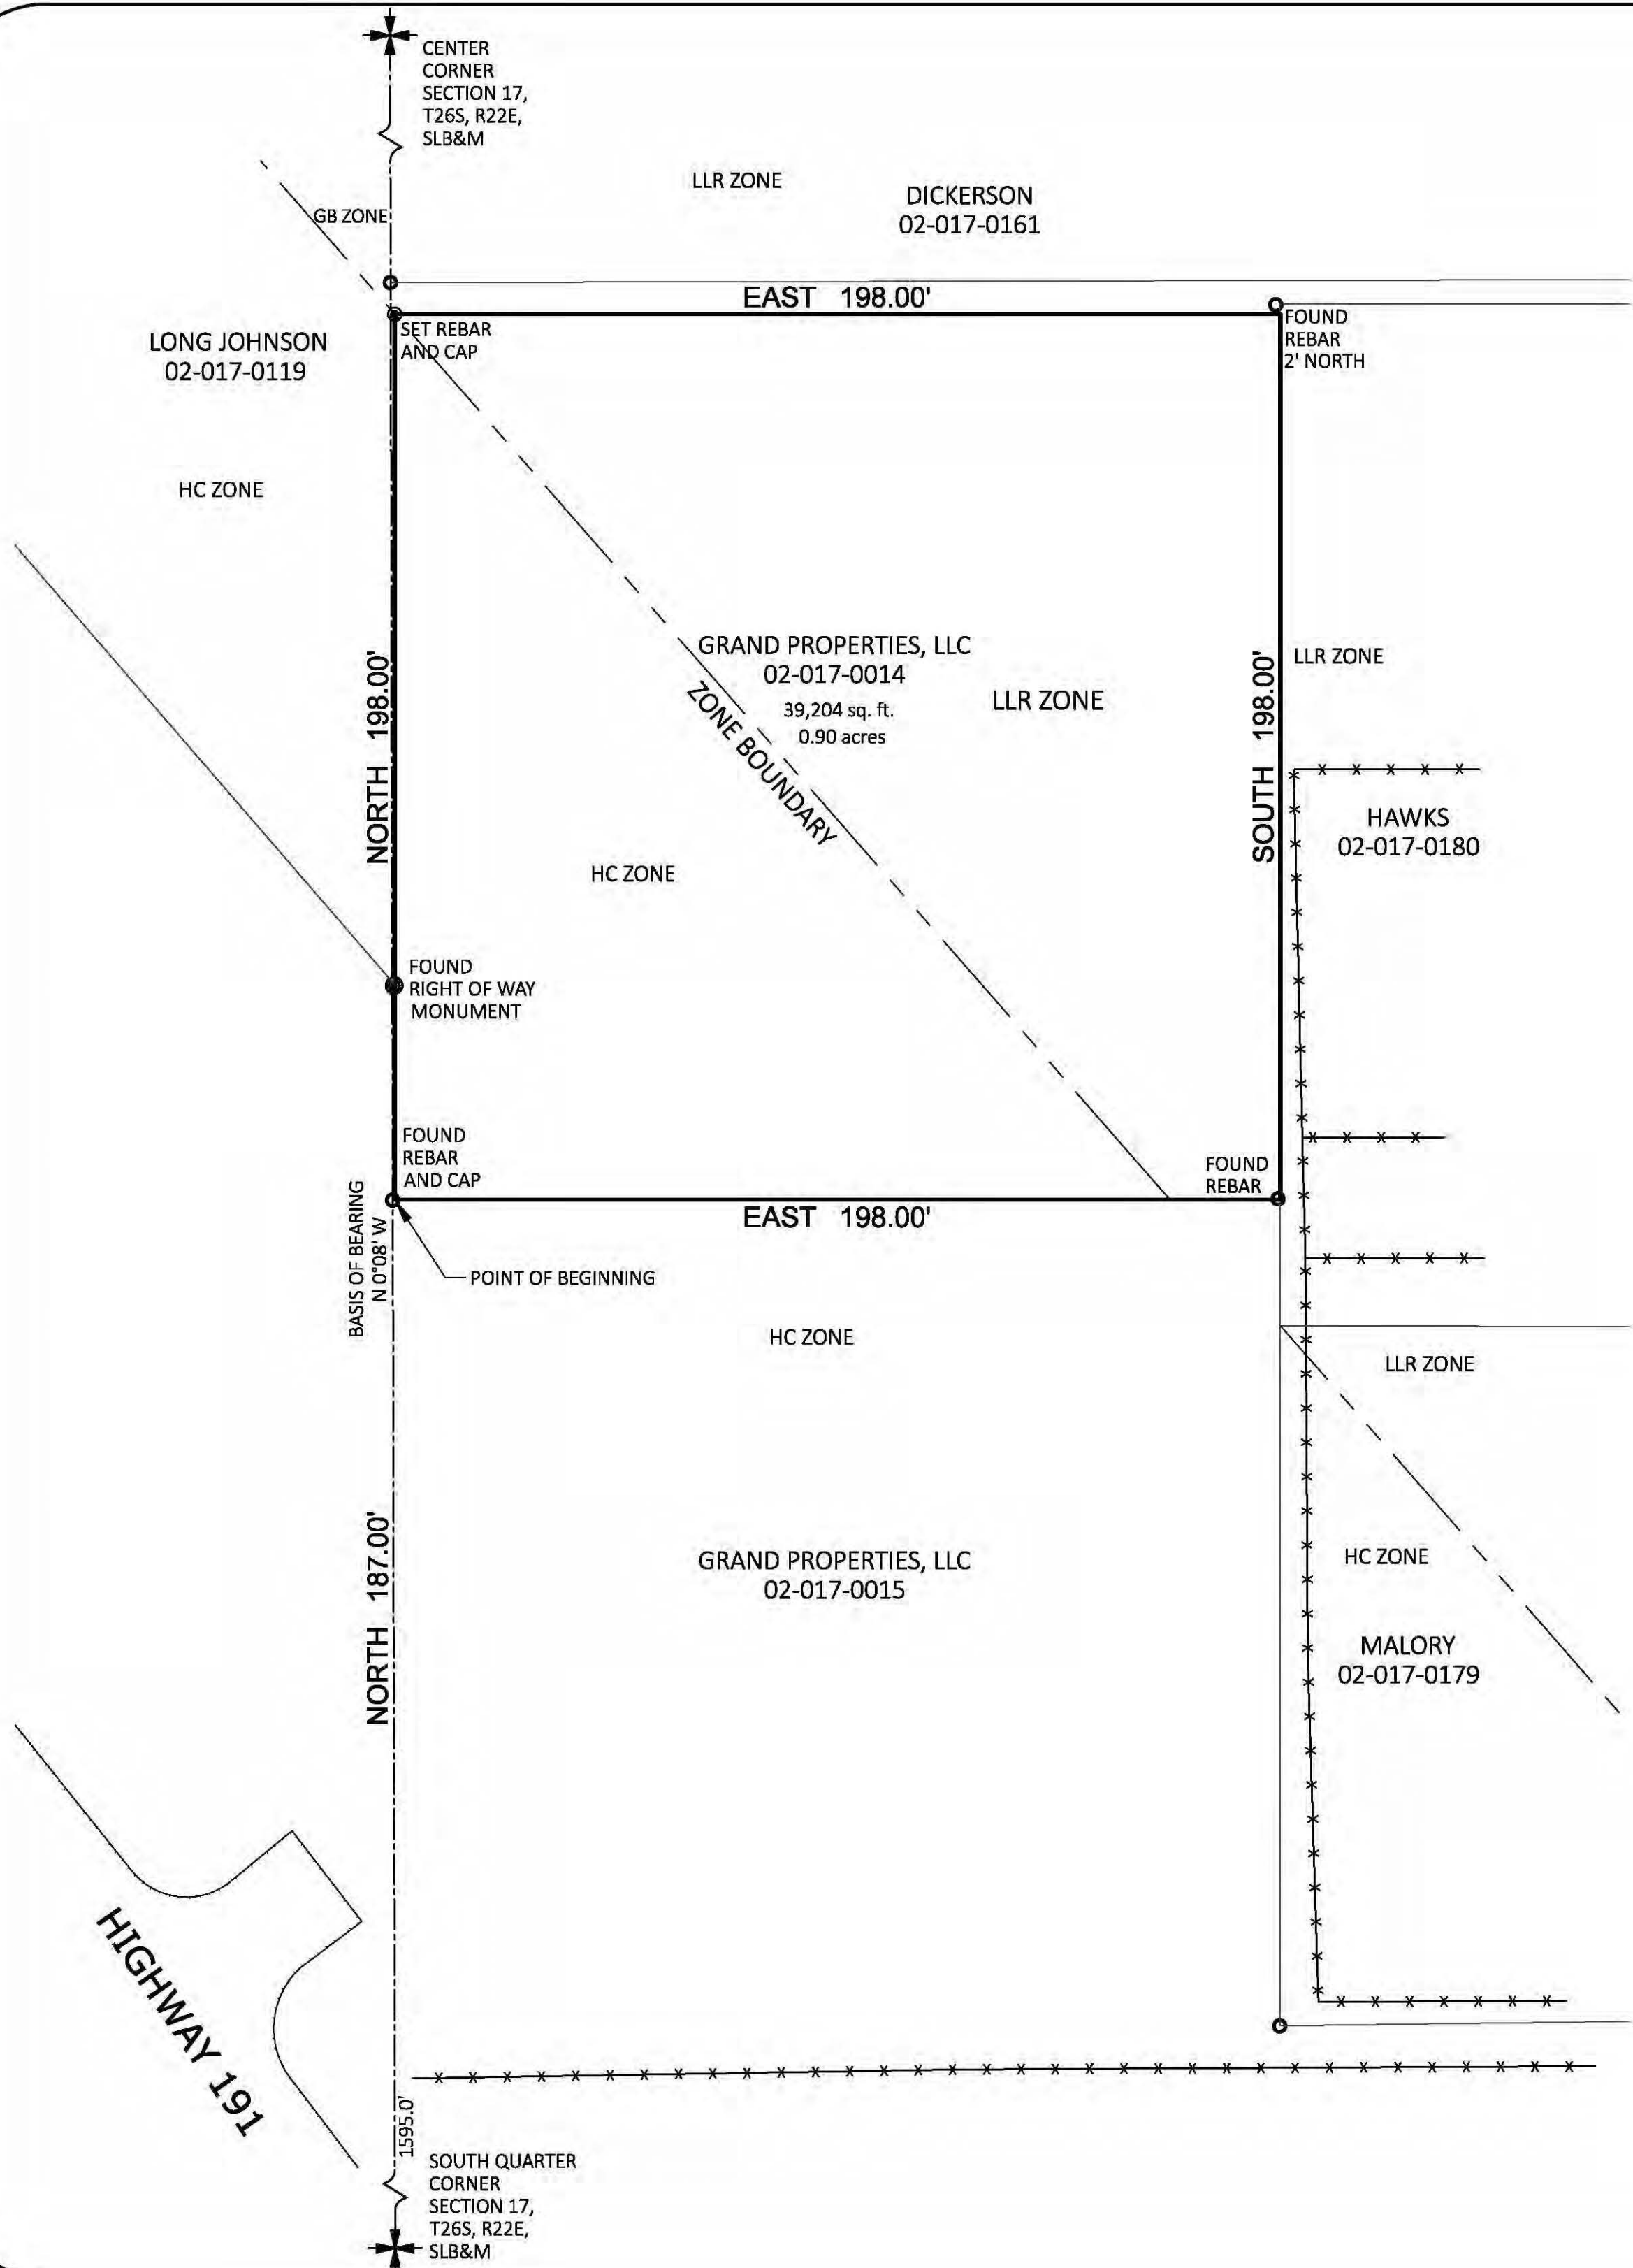 CENTER
CORNER
SECTION 17,
T26S, R22E,
SLB&M
LLR ZONE
DICKERSON
02-017-0161
GB ZONE
EAST 198.00'
SET REBAR
AND CAP
FOUND
REBAR
2' NORTH
LONG JOHNSON
02-017-0119
HC ZONE
GRAND PROPERTIES, LLC
02-017-0014
39,204 sq. ft.
0.90 acres
LLR ZONE
ZONE BOUNDARY
NORTH 198.00'
SOUTH 198.00'
LLR ZONE
HAWKS
02-017-0180
HC ZONE
FOUND
RIGHT OF WAY
MONUMENT
FOUND
REBAR
AND CAP
FOUND
REBAR
EAST 198.00'
BASIS OF BEARING
N 0°08' W
POINT OF BEGINNING
HC ZONE
LLR ZONE
NORTH 187.00'
GRAND PROPERTIES, LLC
02-017-0015
HC ZONE
MALORY
02-017-0179
HIGHWAY 191
1595.0'
SOUTH QUARTER
CORNER
SECTION 17,
T26S, R22E,
SLB&M